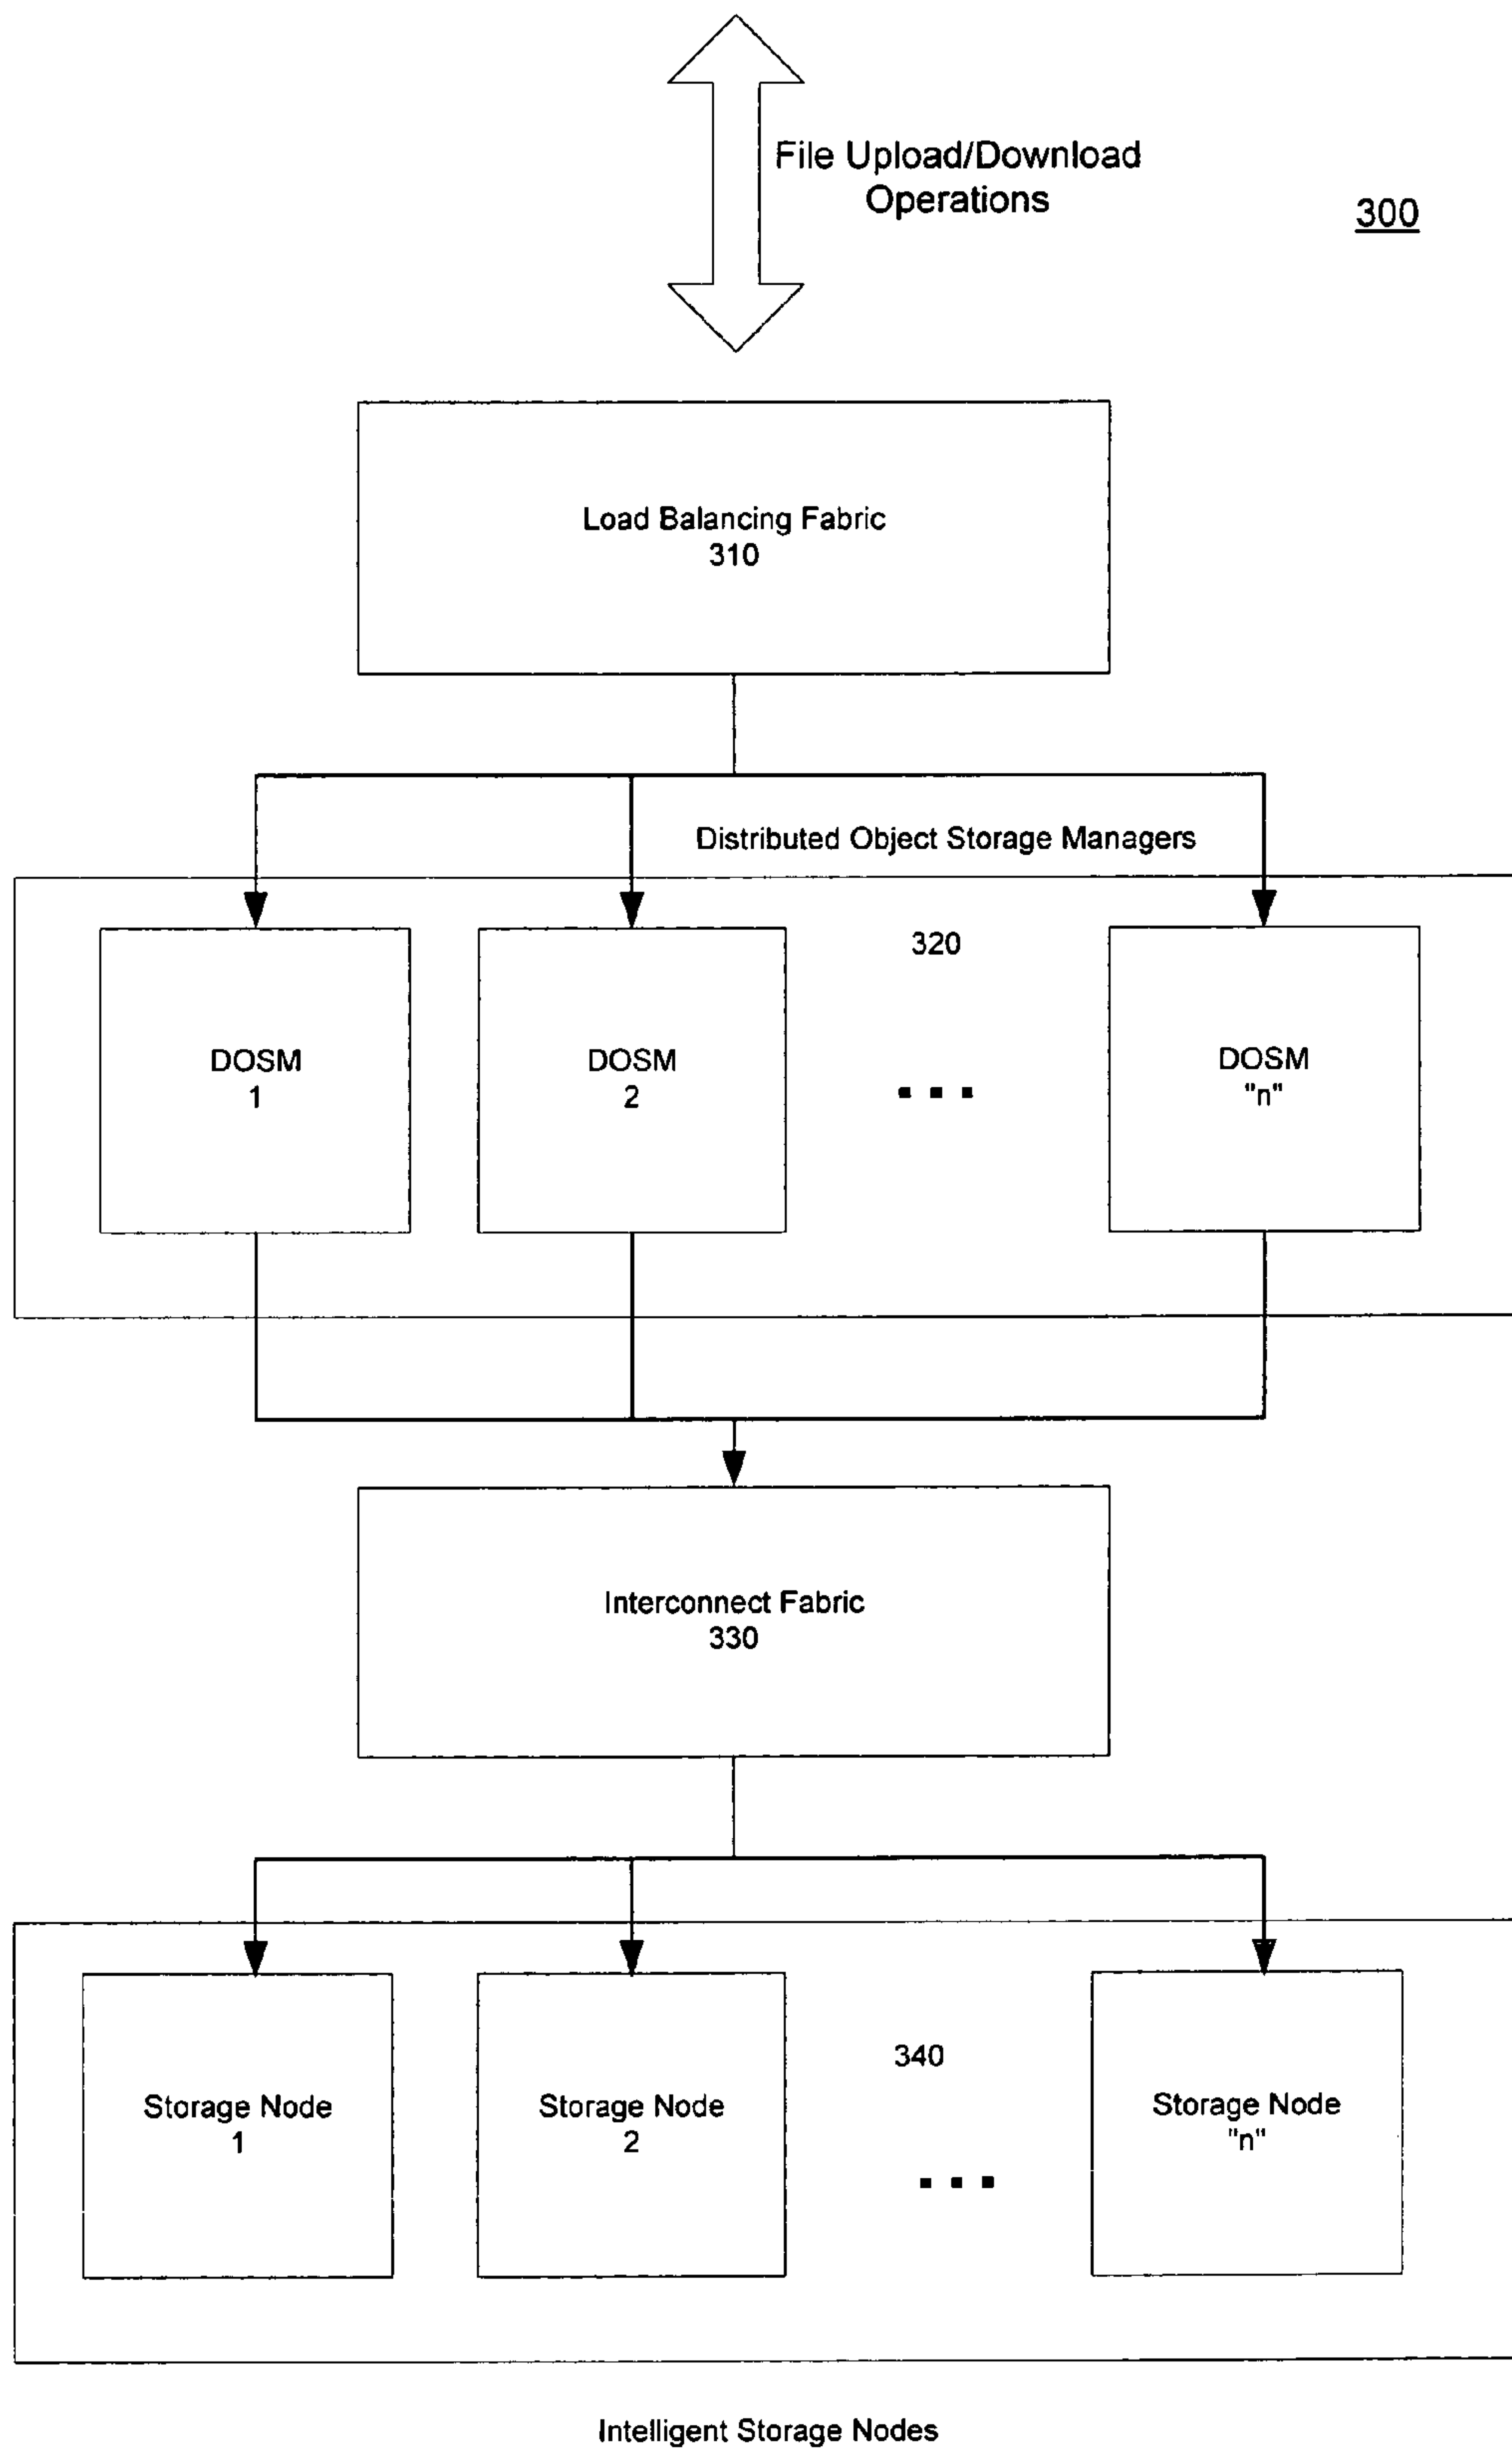 File Upload/Download
Operations
300
Load Balancing Fabric
310
Distributed Object Storage Managers
320
DOSM
1
DOSM
2
DOSM
"n"
Interconnect Fabric
330
340
Storage Node
1
Storage Node
2
Storage Node
"n"
Intelligent Storage Nodes